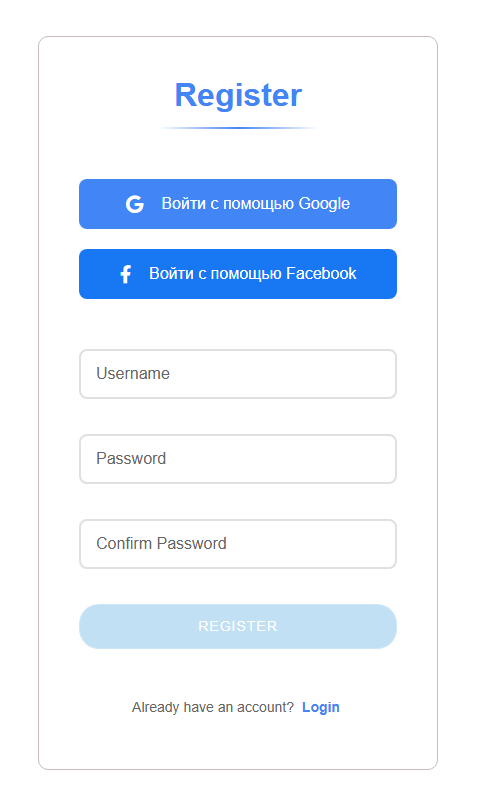 Register
Войти с помощью Google
Войти с помощью Facebook
Username
Password
Confirm Password
REGISTER
Already have an account? Login